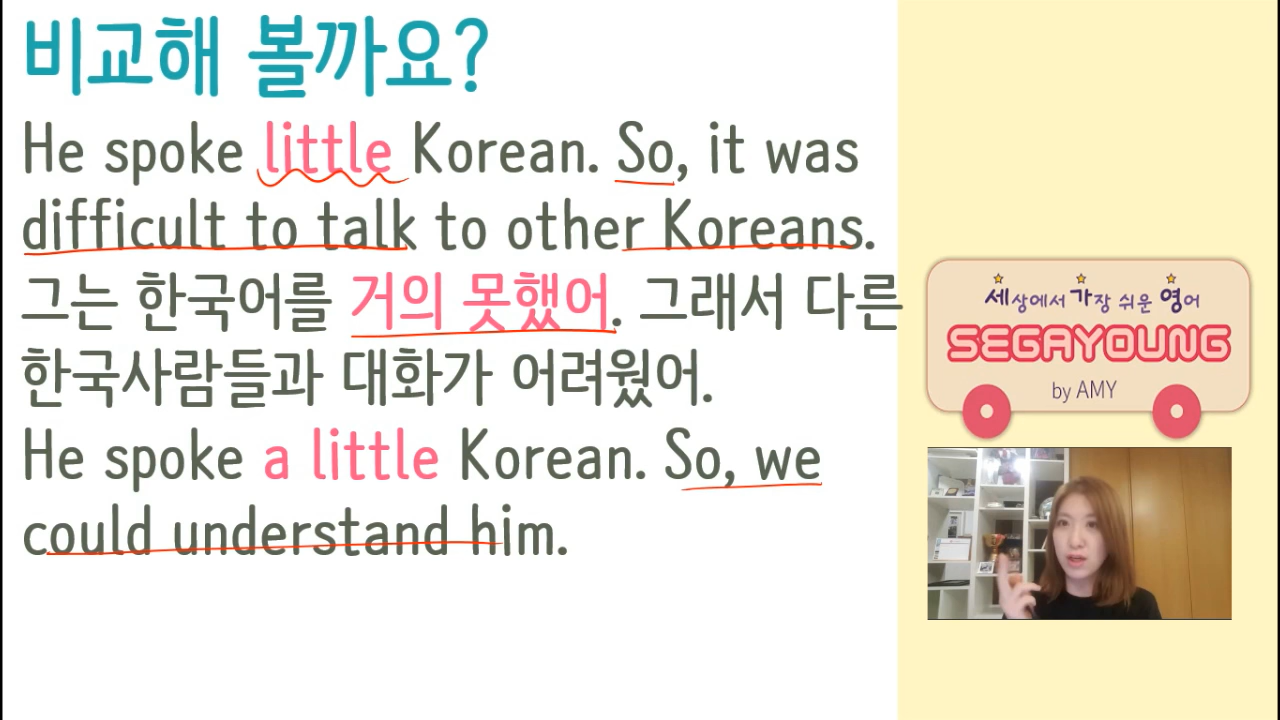 비교해 볼까요?
He spoke little Korean. So, it was
difficult to talk to other Koreans.
그는 한국어를 거의 못했어. 그래서 다른
한국사람들과 대화가 어려웠어.
He spoke a little Korean. So, we
could understand him.
세상에서 가장 쉬운 영어
SEGAYOUNG
by AMY